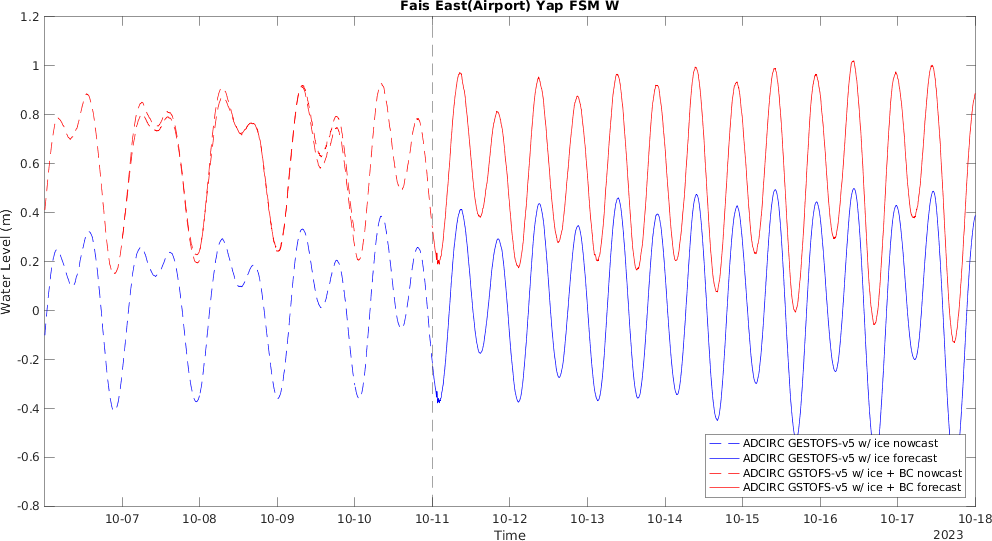 Fais East(Airport) Yap FSM W
1.2
1
0.8
0.6
0.4
0.2
0
-0.2
-0.4
-0.6
-0.8
Water Level (m)
ADCIRC GESTOFS-v5 w/ ice nowcast
ADCIRC GESTOFS-v5 w/ ice forecast
ADCIRC GSTOFS-v5 w/ ice + BC nowcast
ADCIRC GSTOFS-v5 w/ ice + BC forecast
10-07 10-08 10-09 10-10 10-11 10-12 10-13 10-14 10-15 10-16 10-17 10-18
Time
2023